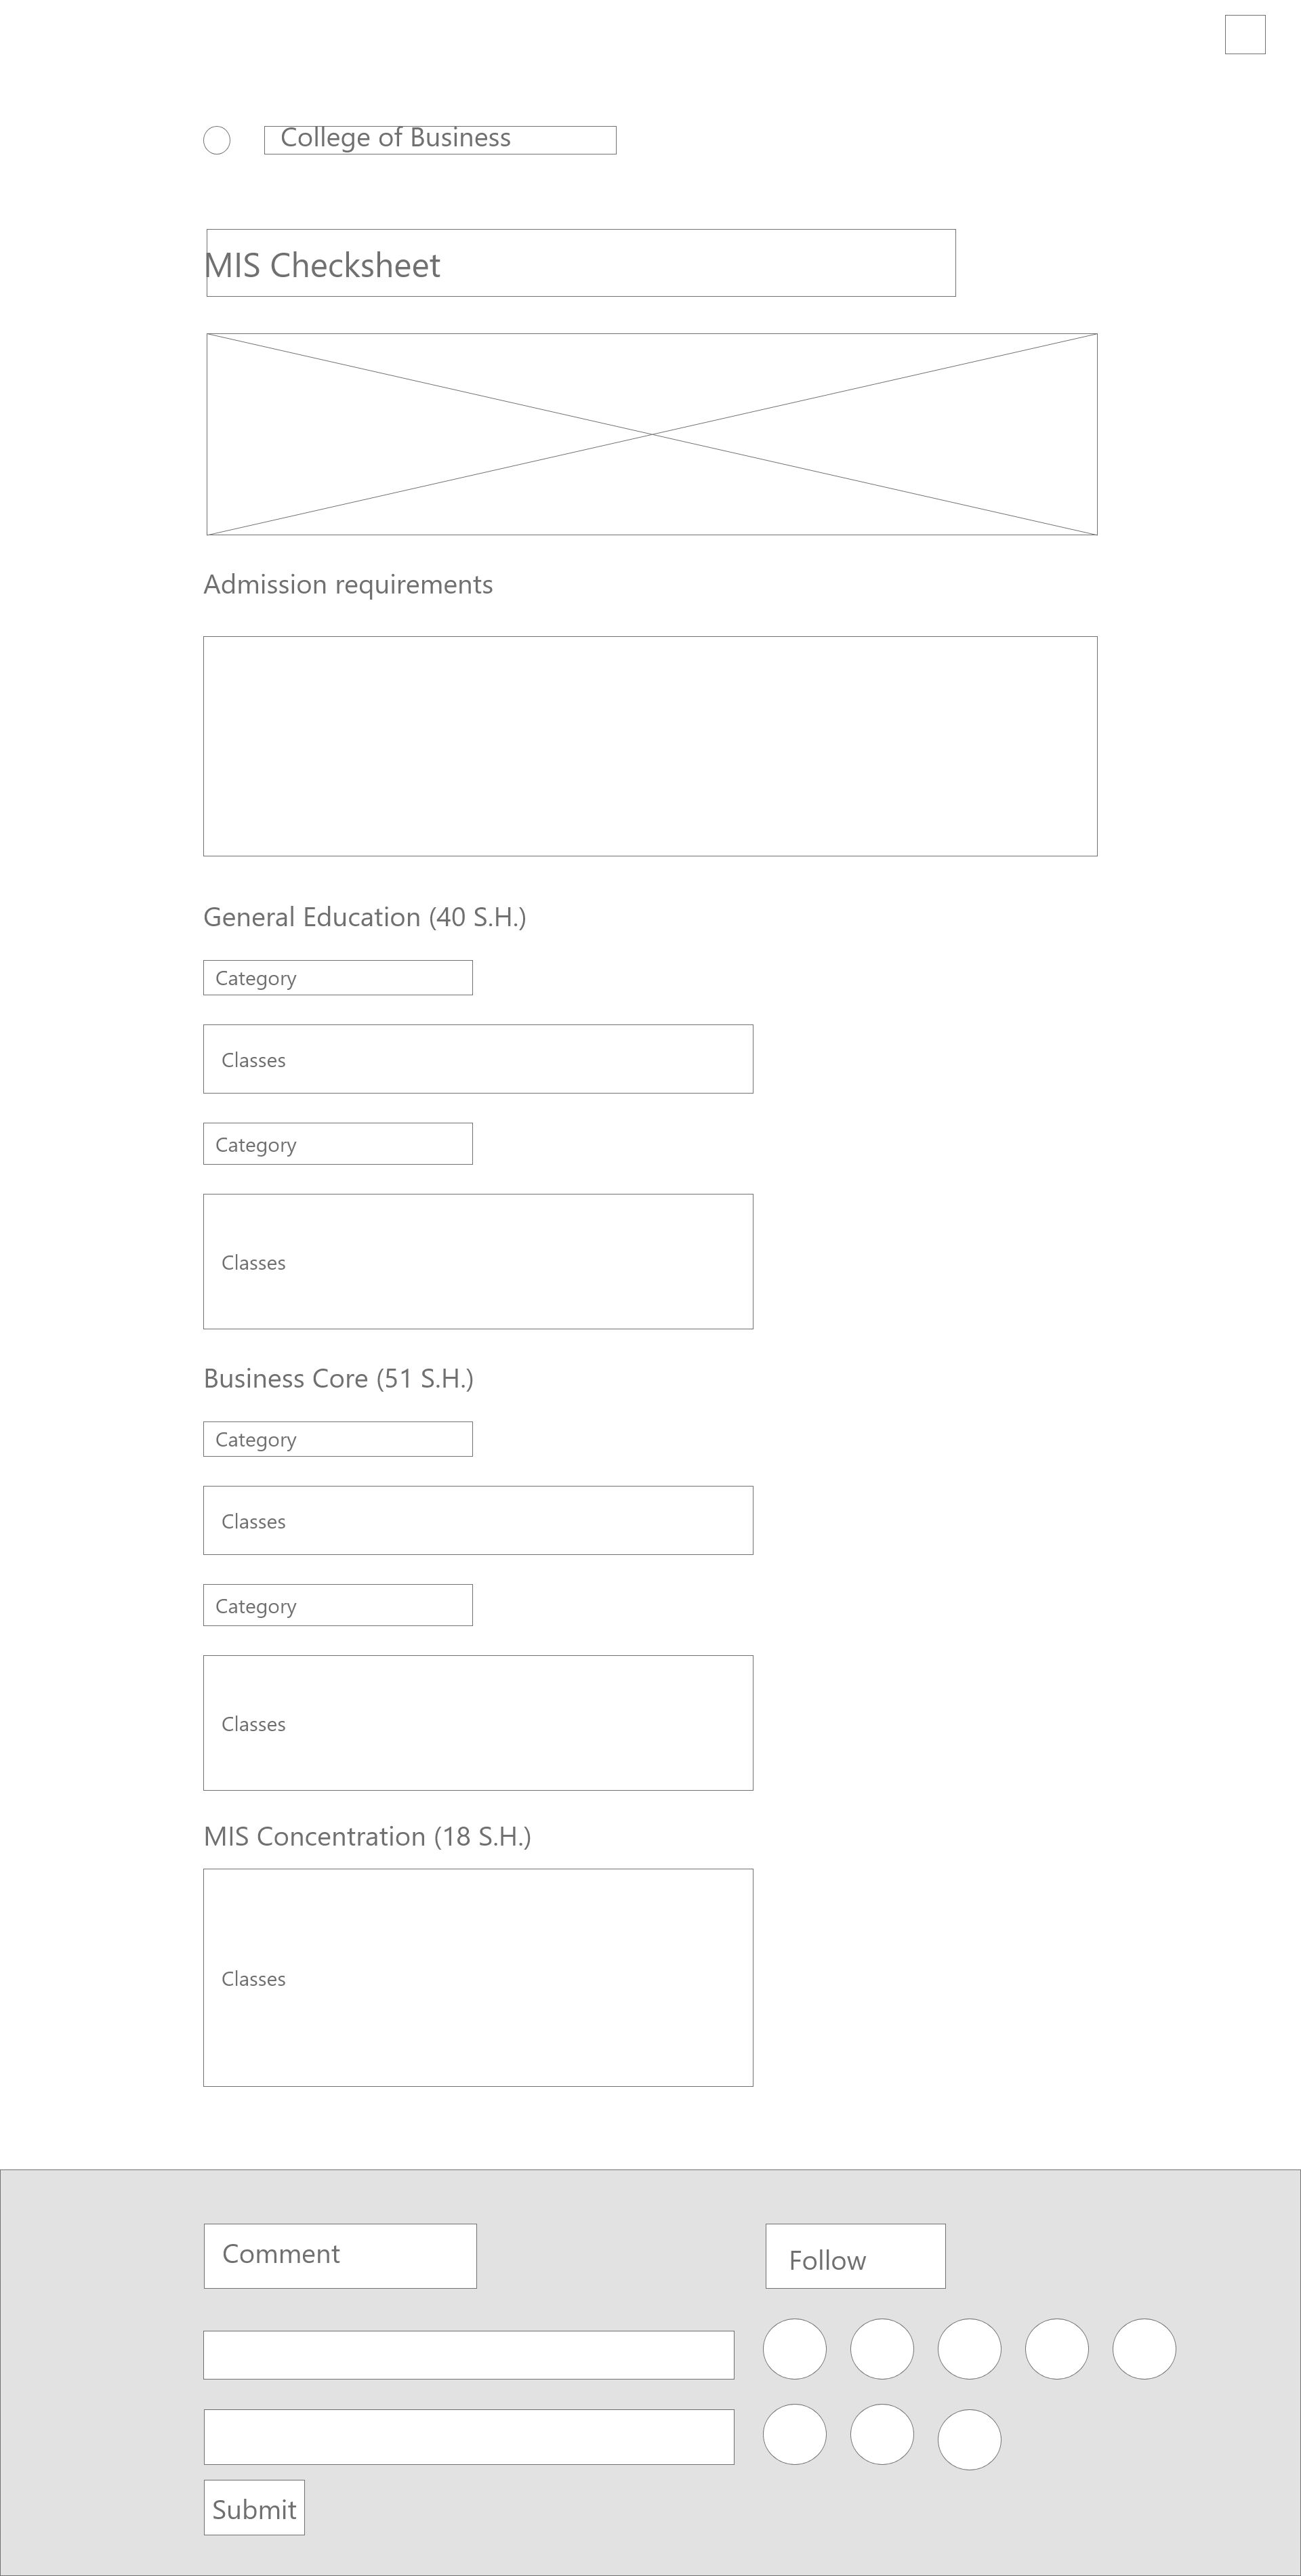 College of Business
MIS Checksheet
Admission requirements
General Education (40 S.H.)
Category
Classes
Category
Classes
Business Core (51 S.H.)
Category
Classes
Category
Classes
MIS Concentration (18 S.H.)
Classes
Comment
Follow
Submit